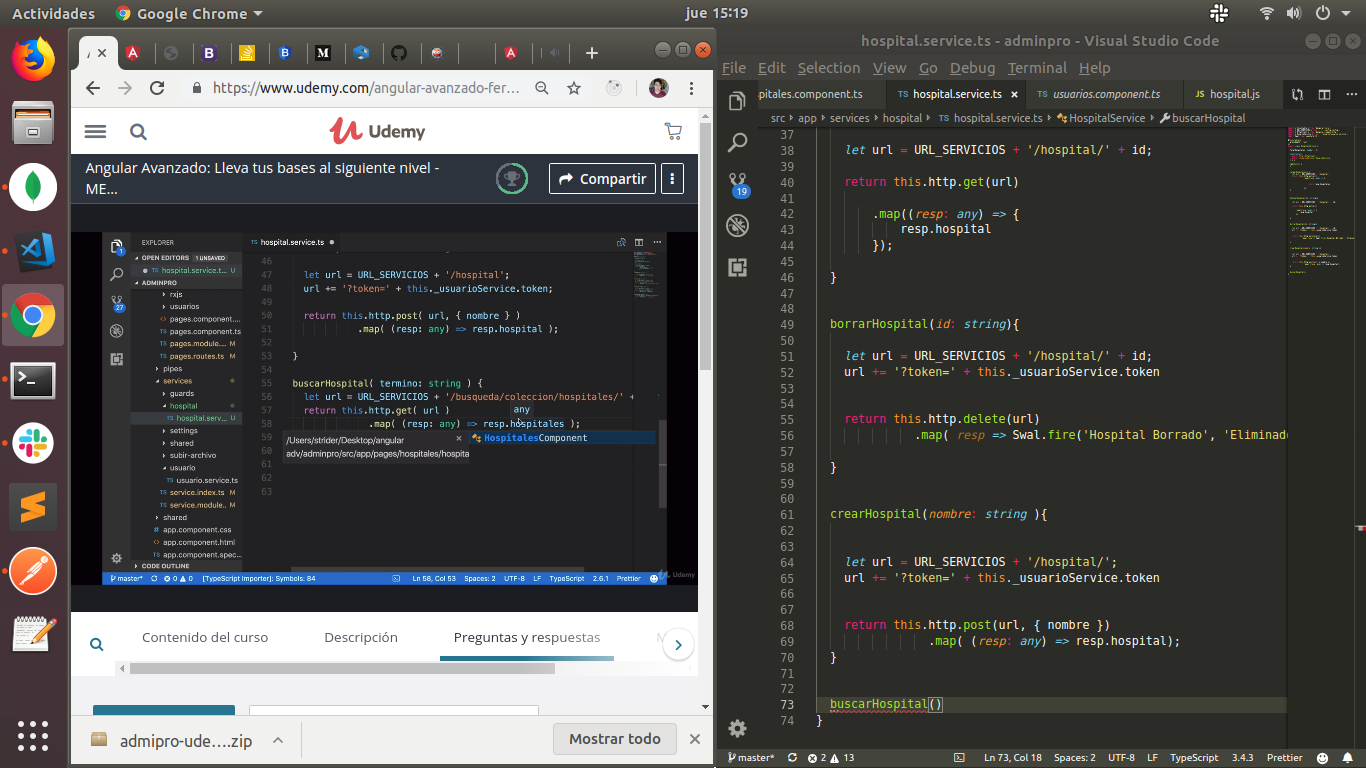 Actividades
Google Chrome
jue 15:19
https://www.udemy.com/angular-avanzado-fer...
Udemy
Angular Avanzado: Lleva tus bases al siguiente nivel - ME...
Compartir
EXPLORER
OPEN EDITORS 1 UNSAVED
TS hospital.service.t... U
ADMINPRO
rxjs
usuarios
pages.component....
TS pages.component.ts
TS pages.module.... M
TS pages.routes.ts M
pipes
services
guards
hospital
TS hospital.serv... U
settings
shared
subir-archivo
usuario
TS usuario.service.ts
TS service.index.ts M
TS service.module.. M
shared
app.component.css
app.component.html
TS app.component.spec...
CODE OUTLINE
TS hospital.service.ts
46
47 let url = URL_SERVICIOS + '/hospital';
48 url += '?token=' + this._usuarioService.token;
49
50 return this.http.post( url, { nombre } )
51 .map( (resp: any) => resp.hospital );
52
53 }
54
55 buscarHospital( termino: string ) {
56 let url = URL_SERVICIOS + '/busqueda/coleccion/hospitales/' +
57 return this.http.get( url )
any
58 .map( (resp: any) => resp.hospitales );
59
/Users/strider/Desktop/angular
adv/adminpro/src/app/pages/hospitales/hospita
HospitalesComponent
60
61
62
63
master* 0 0 [TypeScript Importer]: Symbols: 84 Ln 58, Col 53 Spaces: 2 UTF-8 LF TypeScript 2.6.1 Prettier
Udemy
Contenido del curso
Descripción
Preguntas y respuestas
admipro-ude....zip
Mostrar todo
hospital.service.ts - adminpro - Visual Studio Code
File Edit Selection View Go Debug Terminal Help
pitales.component.ts
TS hospital.service.ts
TS usuarios.component.ts
JS hospital.js
src app services hospital TS hospital.service.ts HospitalService buscarHospital
19
37
38 let url = URL_SERVICIOS + '/hospital/' + id;
39
40 return this.http.get(url)
41
42 .map((resp: any) => {
43 resp.hospital
44 });
45
46 }
47
48
49 borrarHospital(id: string){
50
51 let url = URL_SERVICIOS + '/hospital/' + id;
52 url += '?token=' + this._usuarioService.token
53
54
55 return this.http.delete(url)
56 .map( resp => Swal.fire('Hospital Borrado', 'Eliminad
57
58 }
59
60
61 crearHospital(nombre: string ){
62
63
64 let url = URL_SERVICIOS + '/hospital/';
65 url += '?token=' + this._usuarioService.token
66
67
68 return this.http.post(url, { nombre })
69 .map( (resp: any) => resp.hospital);
70 }
71
72
73 buscarHospital()
74 }
master* 2 13 Ln 73, Col 18 Spaces: 2 UTF-8 LF TypeScript 3.4.3 Prettier